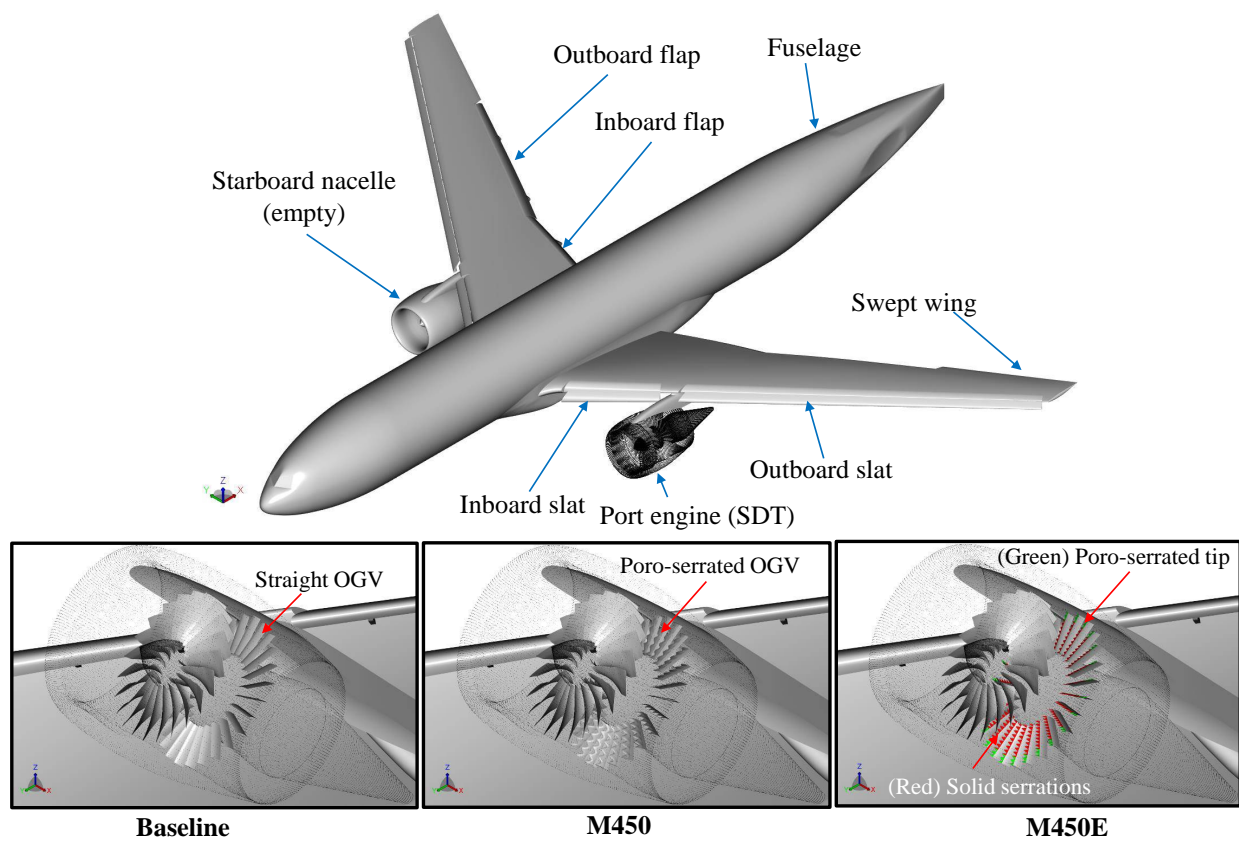 Outboard flap
Fuselage
Inboard flap
Starboard nacelle
(empty)
Swept wing
Outboard slat
Inboard slat
Port engine (SDT)
Z
Y
X
Straight OGV
Z
Y
X
Baseline
Poro-serrated OGV
Z
Y
X
M450
(Green) Poro-serrated tip
(Red) Solid serrations
Z
Y
X
M450E